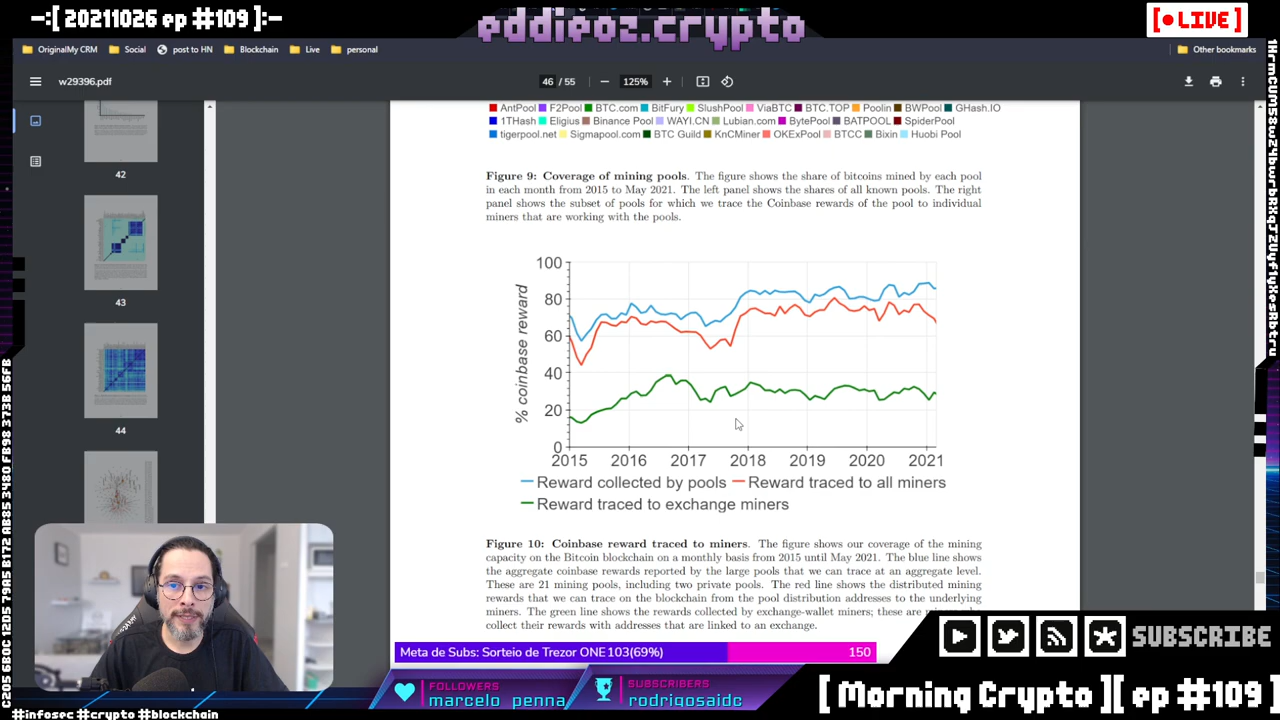 -:[ 20211026 ep #109 ]:-
eddieoz.crypto
[● LIVE ]
OriginalMy CRM
Social
post to HN
Blockchain
Live
personal
Other bookmarks
w29396.pdf
46 / 55
125%
AntPool F2Pool BTC.com BitFury SlushPool ViaBTC BTC.TOP Poolin BWPool GHash.IO
1THash Eligius Binance Pool WAYI.CN Lubian.com BytePool BATPOOL SpiderPool
tigerpool.net Sigmapool.com BTC Guild KnCMiner OKExPool BTCC Bixin Huobi Pool
42
43
44
Figure 9: Coverage of mining pools. The figure shows the share of bitcoins mined by each pool
in each month from 2015 to May 2021. The left panel shows the shares of all known pools. The right
panel shows the subset of pools for which we trace the Coinbase rewards of the pool to individual
miners that are working with the pools.
% coinbase reward
100
80
60
40
20
0
2015 2016 2017 2018 2019 2020 2021
Reward collected by pools Reward traced to all miners
Reward traced to exchange miners
Figure 10: Coinbase reward traced to miners. The figure shows our coverage of the mining
capacity on the Bitcoin blockchain on a monthly basis from 2015 until May 2021. The blue line shows
the aggregate coinbase rewards reported by the large pools that we can trace at an aggregate level.
These are 21 mining pools, including two private pools. The red line shows the distributed mining
rewards that we can trace on the blockchain from the pool distribution addresses to the underlying
miners. The green line shows the rewards collected by exchange-wallet miners; these are
collect their rewards with addresses that are linked to an exchange.
Meta de Subs: Sorteio de Trezor ONE 103(69%)
150
FOLLOWERS
marcelo_penna
SUBSCRIBERS
rodrigosaidc
SUBSCRIBE
[ Morning Crypto ][ ep #109 ]
#infosec #crypto #blockchain